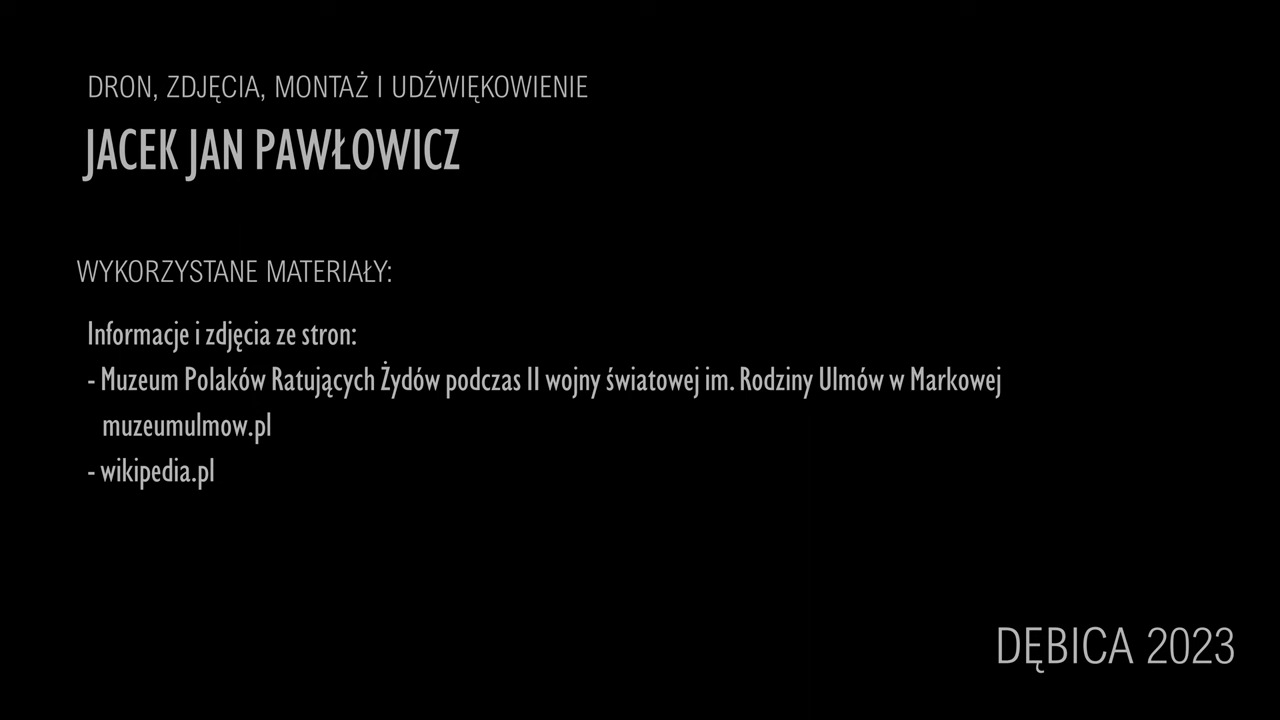 DRON, ZDJĘCIA, MONTAŻ I UDŹWIĘKOWIENIE
JACEK JAN PAWŁOWICZ
WYKORZYSTANE MATERIAŁY:
Informacje i zdjęcia ze stron:
- Muzeum Polaków Ratujących Żydów podczas II wojny światowej im. Rodziny Ulmów w Markowej
muzeumulmow.pl
- wikipedia.pl
DĘBICA 2023